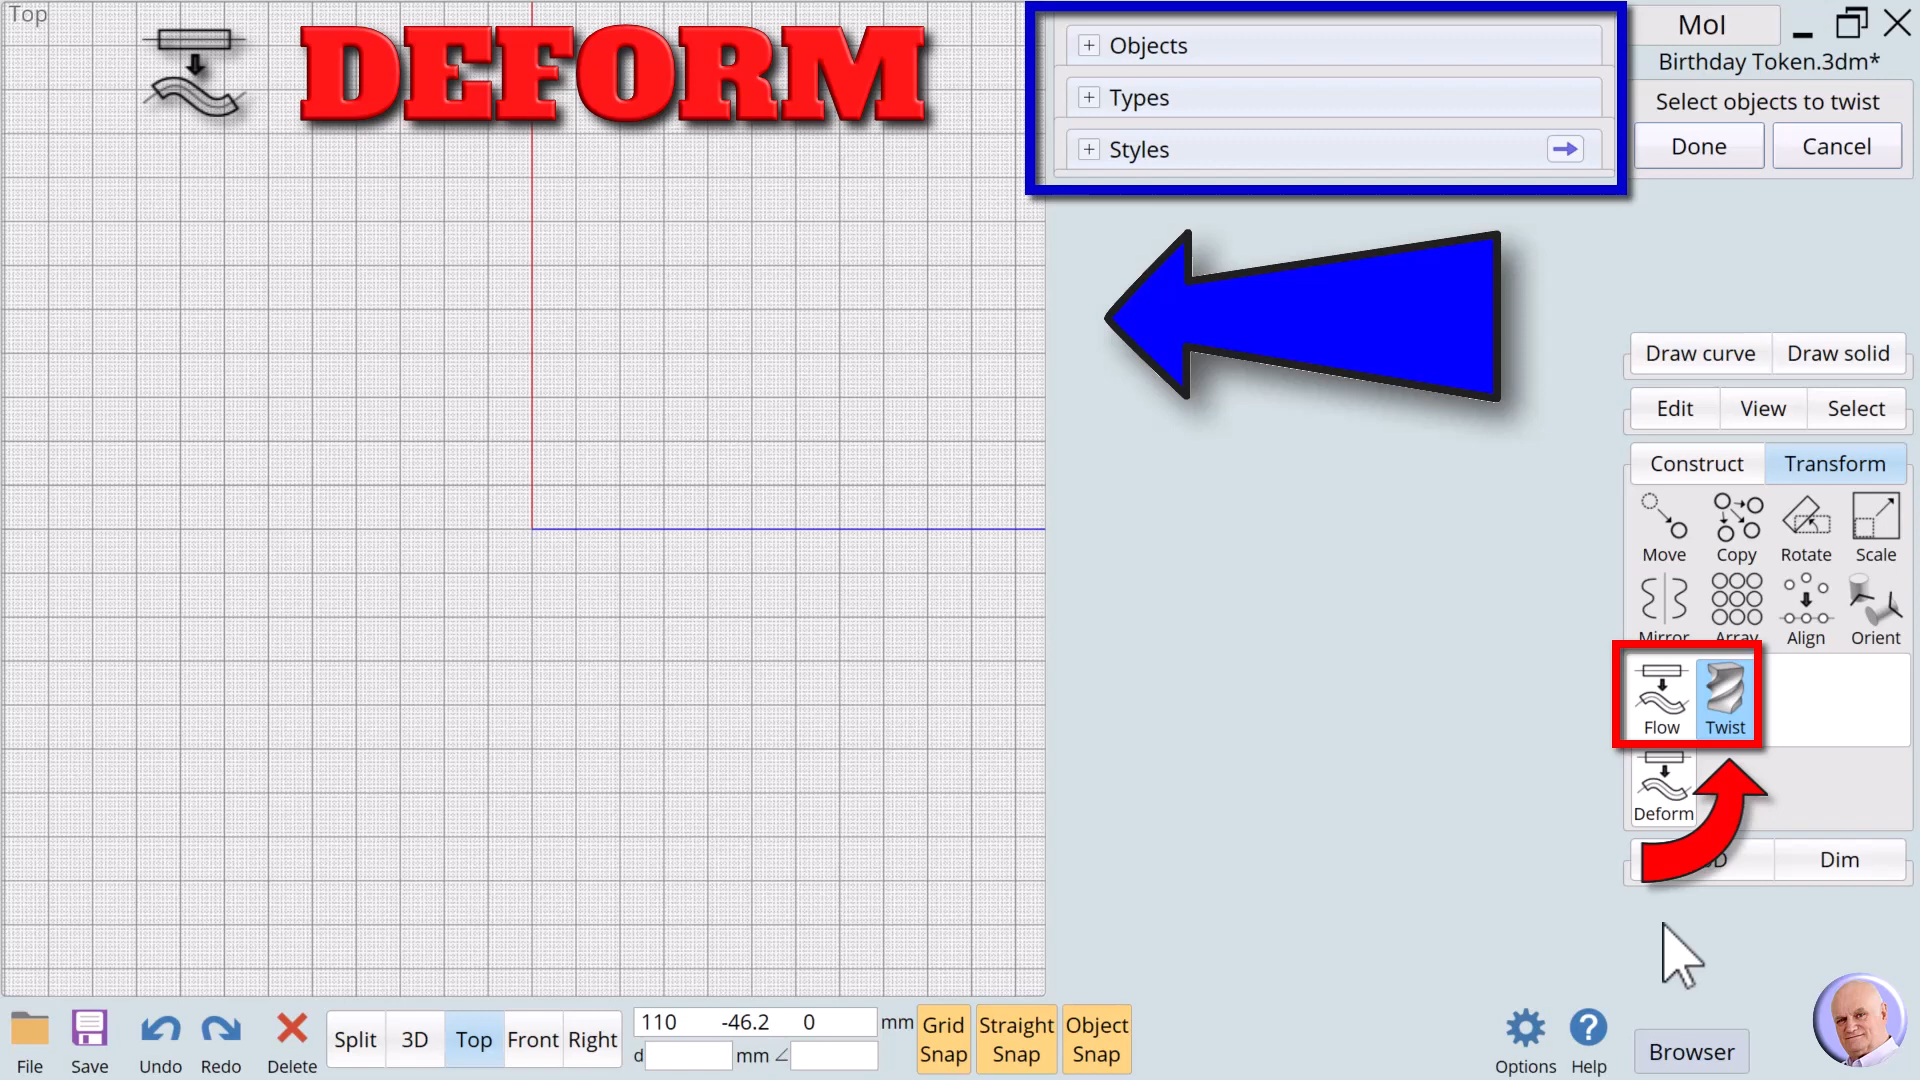 Top
DEFORM
Objects
Types
Styles
MoI
Birthday Token.3dm*
Select objects to twist
Done Cancel
Draw curve Draw solid
Edit View Select
Construct Transform
Move Copy Rotate Scale
Mirror Array Align Orient
Flow Twist
Deform
Dim
File Save Undo Redo Delete
Split 3D Top Front Right
110 -46.2 0 mm
d mm ∠
Grid Snap
Straight Snap
Object Snap
Options Help
Browser